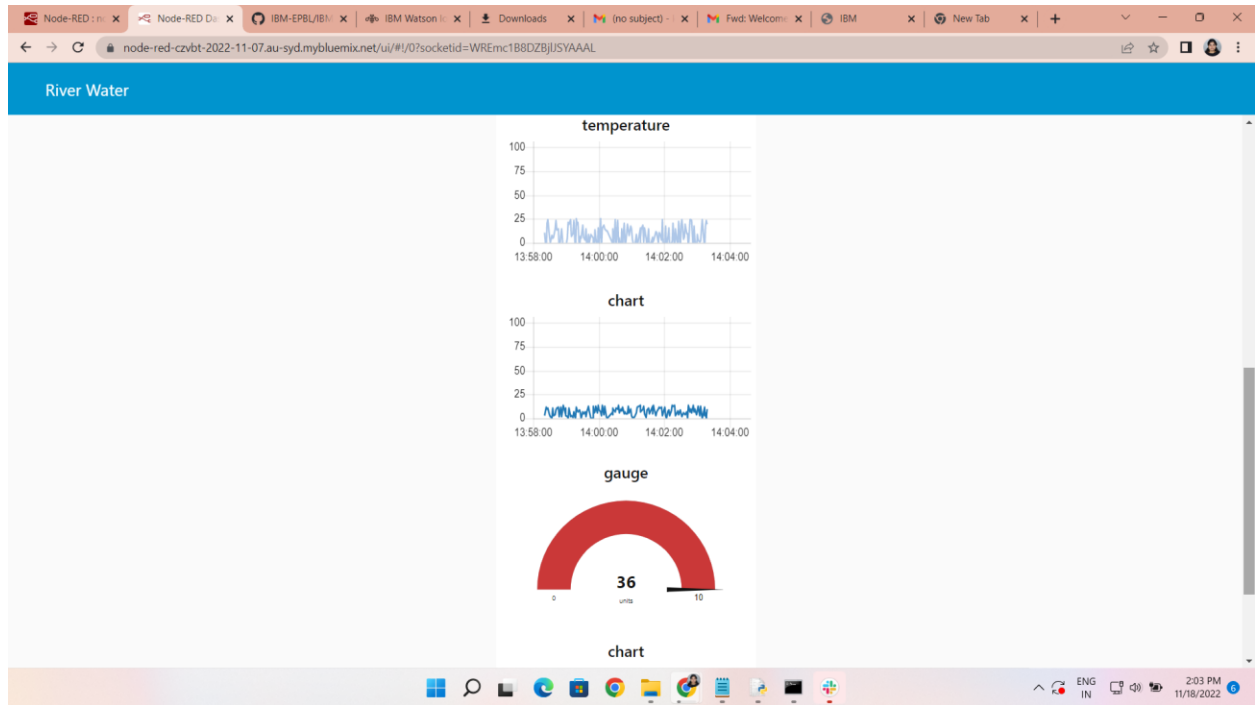 Node-RED : n
Node-RED Da
IBM-EPBL/IBM
IBM Watson Io
Downloads
(no subject) -
Fwd: Welcome
IBM
New Tab
node-red-czvbt-2022-11-07.au-syd.mybluemix.net/ui/#!/0?socketid=WREmc1B8DZBjlJSYAAAL
River Water
temperature
100
75
50
25
0
13:58:00 14:00:00 14:02:00 14:04:00
chart
100
75
50
25
0
13:58:00 14:00:00 14:02:00 14:04:00
gauge
36
0 units 10
chart
ENG
IN
2:03 PM
11/18/2022
6